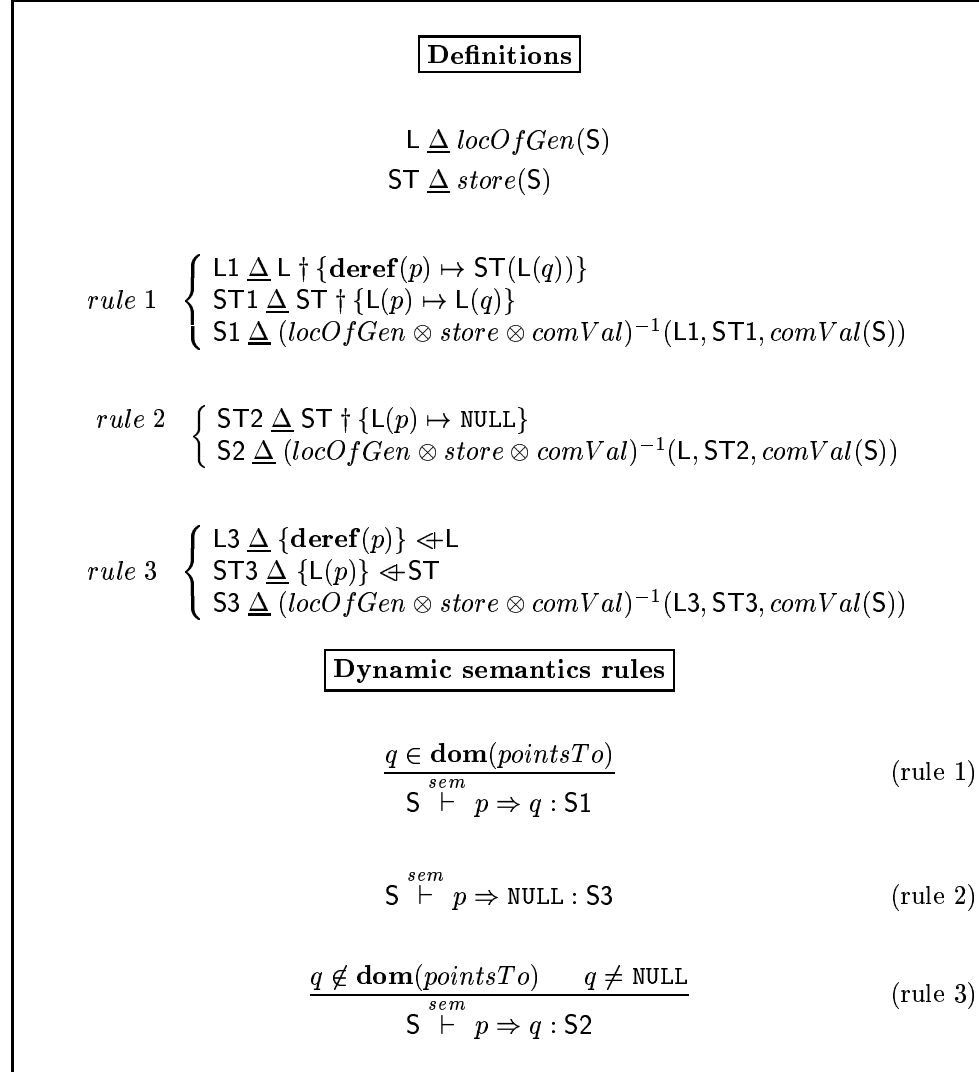 Definitions
L ≜ locOfGen(S)
ST ≜ store(S)
L1 ≜ L † {deref(p) ↦ ST(L(q))}
rule 1 { ST1 ≜ ST † {L(p) ↦ L(q)}
S1 ≜ (locOfGen ⊗ store ⊗ comVal)⁻¹(L1, ST1, comVal(S))
rule 2 { ST2 ≜ ST † {L(p) ↦ NULL}
S2 ≜ (locOfGen ⊗ store ⊗ comVal)⁻¹(L, ST2, comVal(S))
L3 ≜ {deref(p)} ⩤ L
rule 3 { ST3 ≜ {L(p)} ⩤ ST
S3 ≜ (locOfGen ⊗ store ⊗ comVal)⁻¹(L3, ST3, comVal(S))
Dynamic semantics rules
q ∈ dom(pointsTo)
(rule 1)
sem
S ⊢ p ⇒ q : S1
sem
S ⊢ p ⇒ NULL : S3 (rule 2)
q ∉ dom(pointsTo) q ≠ NULL
(rule 3)
sem
S ⊢ p ⇒ q : S2